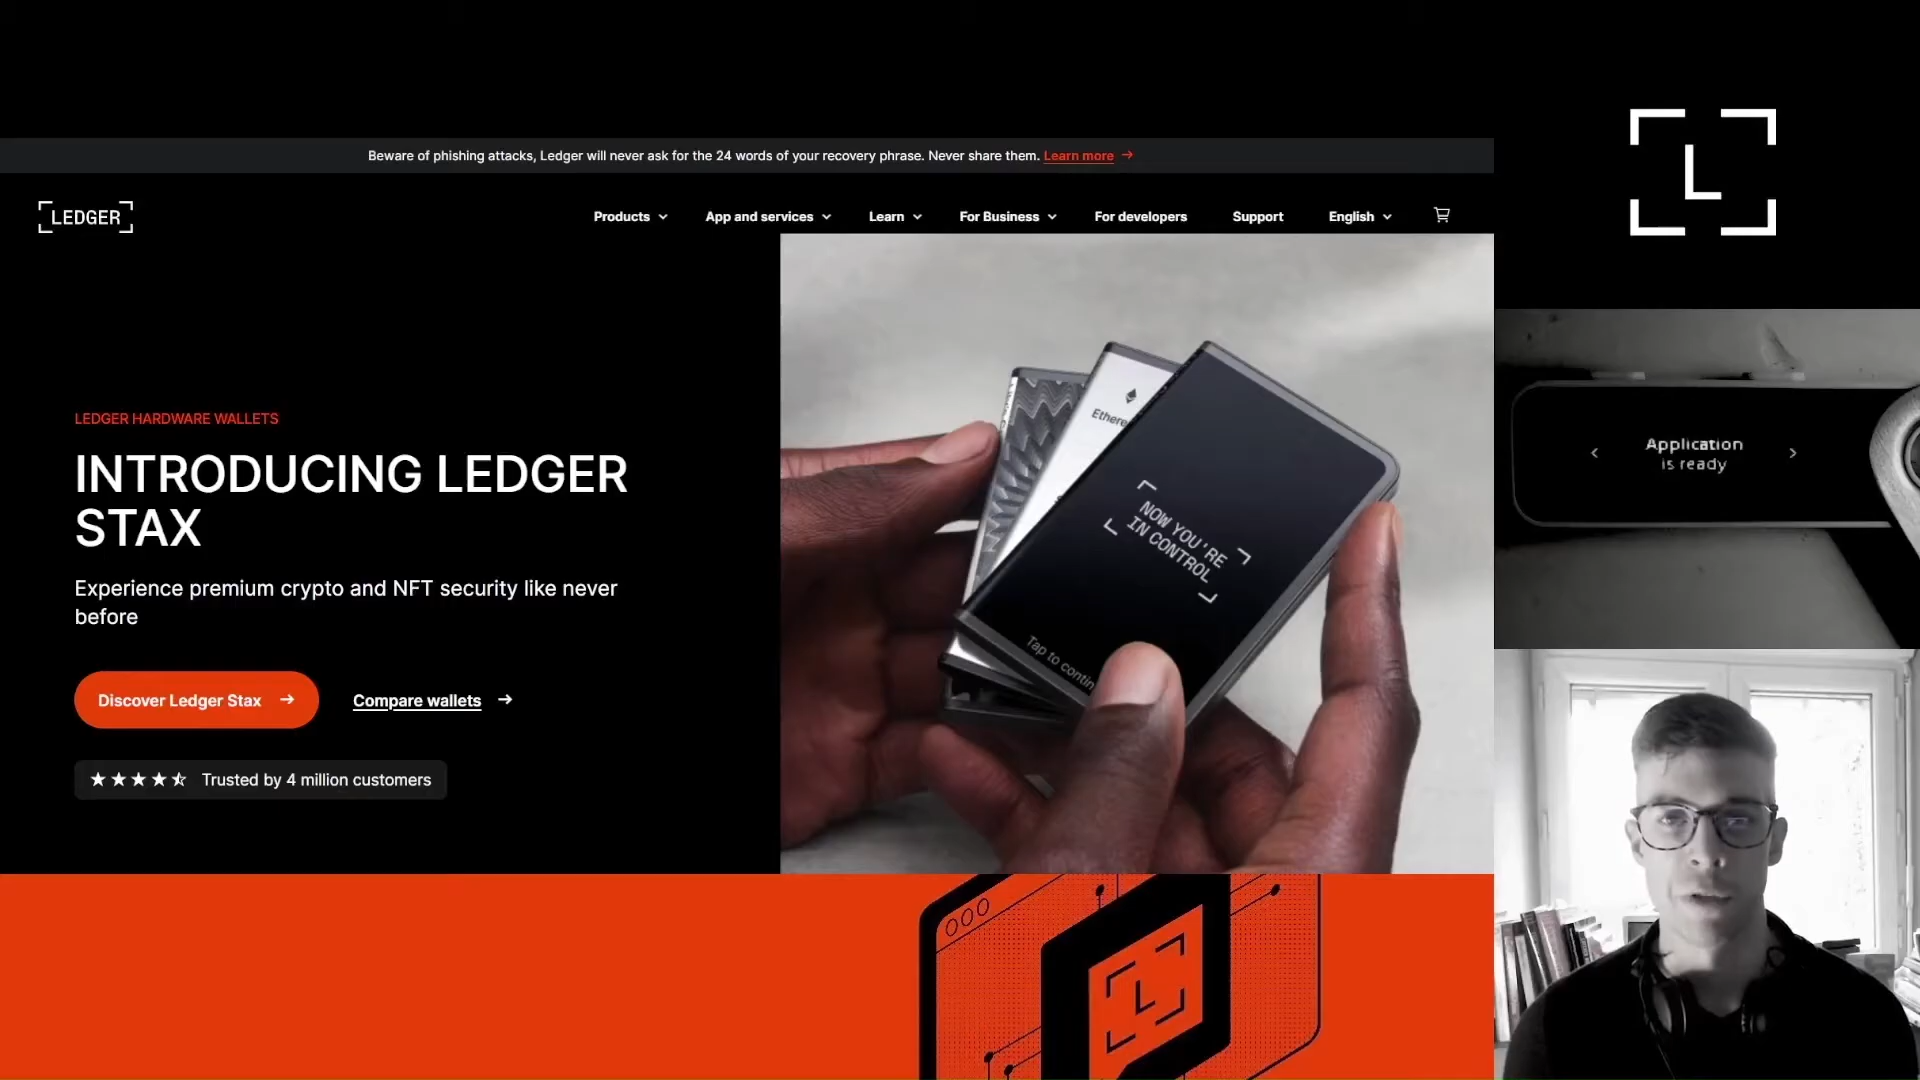 Beware of phishing attacks, Ledger will never ask for the 24 words of your recovery phrase. Never share them. Learn more →
LEDGER
Products
App and services
Learn
For Business
For developers
Support
English
LEDGER HARDWARE WALLETS
INTRODUCING LEDGER
STAX
Experience premium crypto and NFT security like never
before
Discover Ledger Stax →
Compare wallets →
Trusted by 4 million customers
NOW YOU'RE
IN CONTROL
L
Application
is ready
L